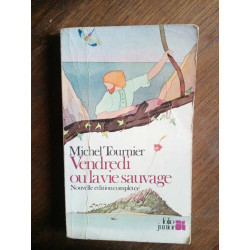 Michel Tournier
Vendredi
ou la vie sauvage
Nouvelle édition complétée
folio
junior